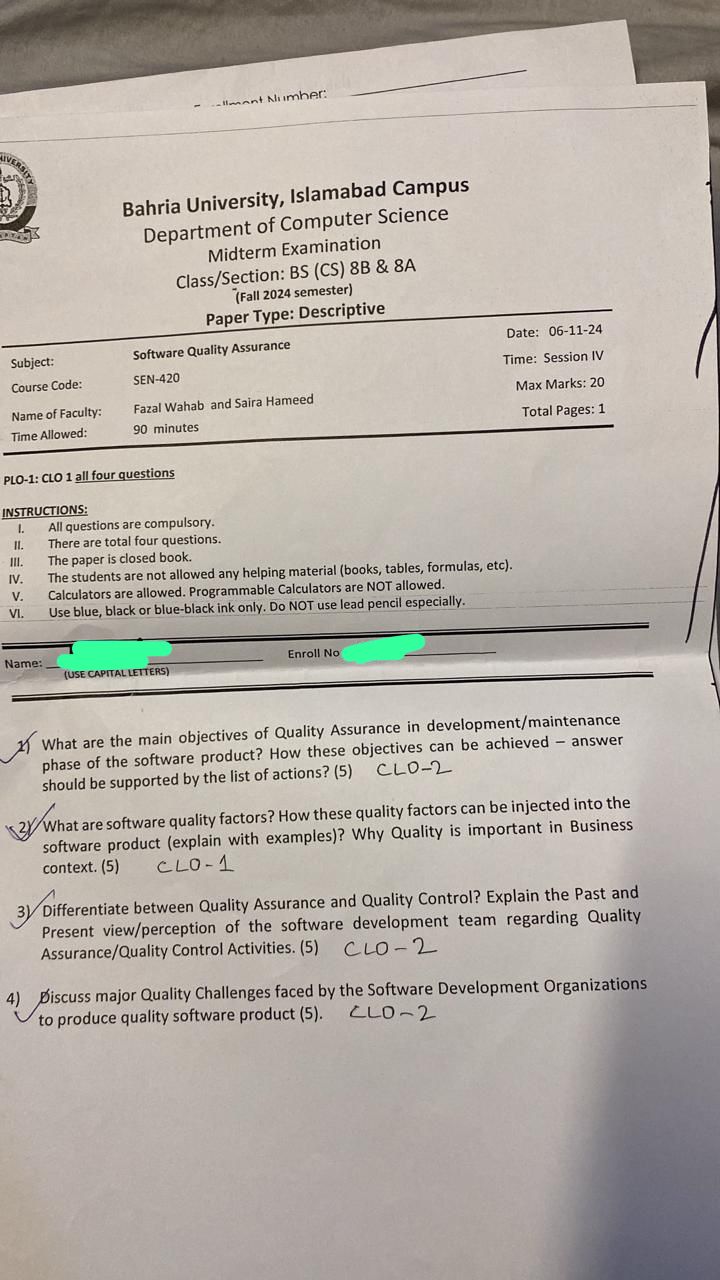 Enrollment Number:
Bahria University, Islamabad Campus
Department of Computer Science
Midterm Examination
Class/Section: BS (CS) 8B & 8A
(Fall 2024 semester)
Paper Type: Descriptive
Subject: Software Quality Assurance Date: 06-11-24
Course Code: SEN-420 Time: Session IV
Name of Faculty: Fazal Wahab and Saira Hameed Max Marks: 20
Time Allowed: 90 minutes Total Pages: 1
PLO-1: CLO 1 all four questions
INSTRUCTIONS:
I. All questions are compulsory.
II. There are total four questions.
III. The paper is closed book.
IV. The students are not allowed any helping material (books, tables, formulas, etc).
V. Calculators are allowed. Programmable Calculators are NOT allowed.
VI. Use blue, black or blue-black ink only. Do NOT use lead pencil especially.
Name: Enroll No
(USE CAPITAL LETTERS)
1) What are the main objectives of Quality Assurance in development/maintenance
phase of the software product? How these objectives can be achieved – answer
should be supported by the list of actions? (5) CLO-2
2) What are software quality factors? How these quality factors can be injected into the
software product (explain with examples)? Why Quality is important in Business
context. (5) CLO-1
3) Differentiate between Quality Assurance and Quality Control? Explain the Past and
Present view/perception of the software development team regarding Quality
Assurance/Quality Control Activities. (5) CLO-2
4) Discuss major Quality Challenges faced by the Software Development Organizations
to produce quality software product (5). CLO-2